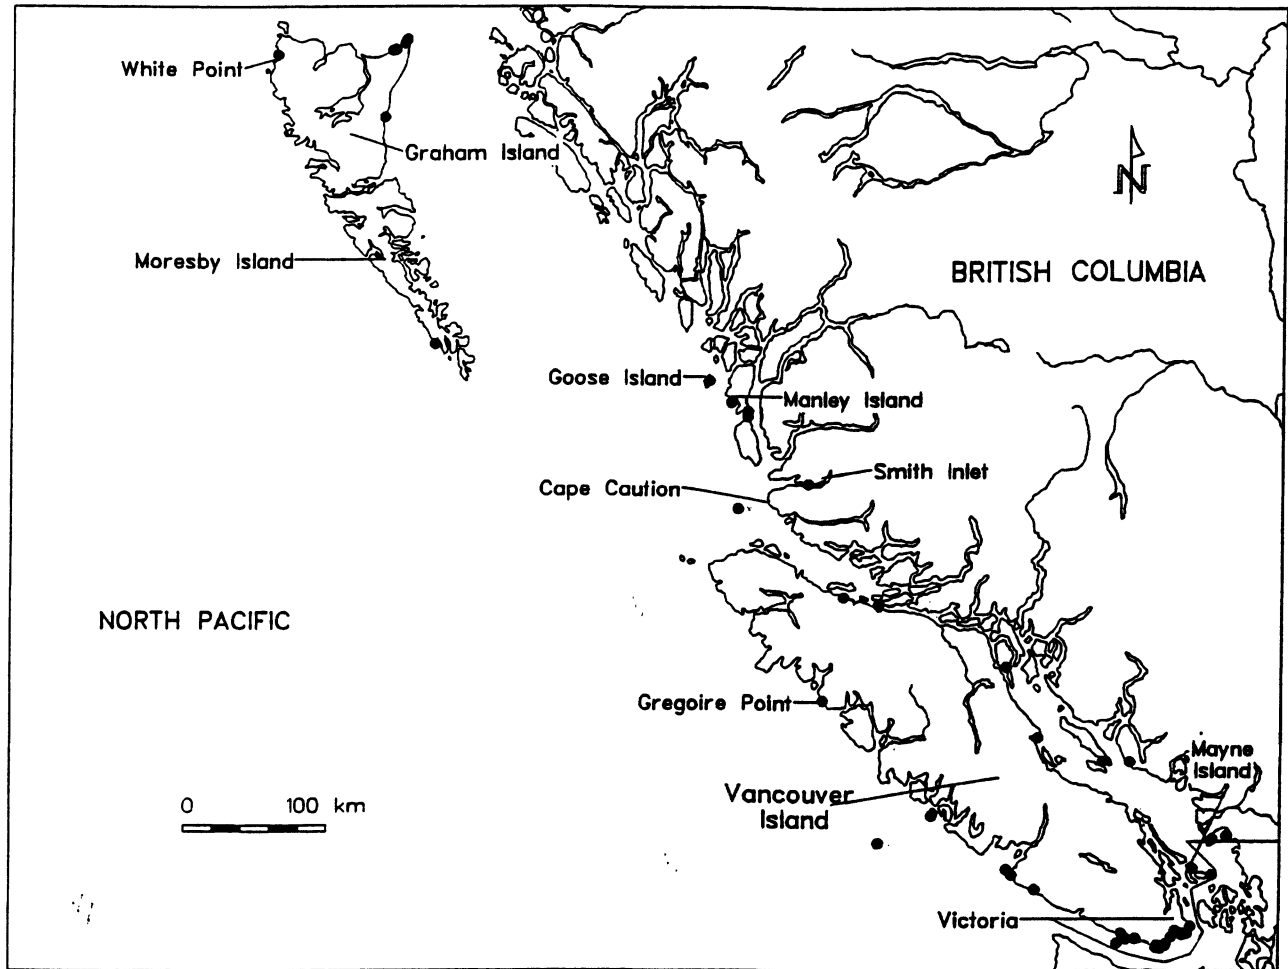 White Point
Graham Island
N
Moresby Island
BRITISH COLUMBIA
Goose Island
Manley Island
Smith Inlet
Cape Caution
NORTH PACIFIC
Gregoire Point
Mayne
Island
Vancouver
Island
0 100 km
Victoria